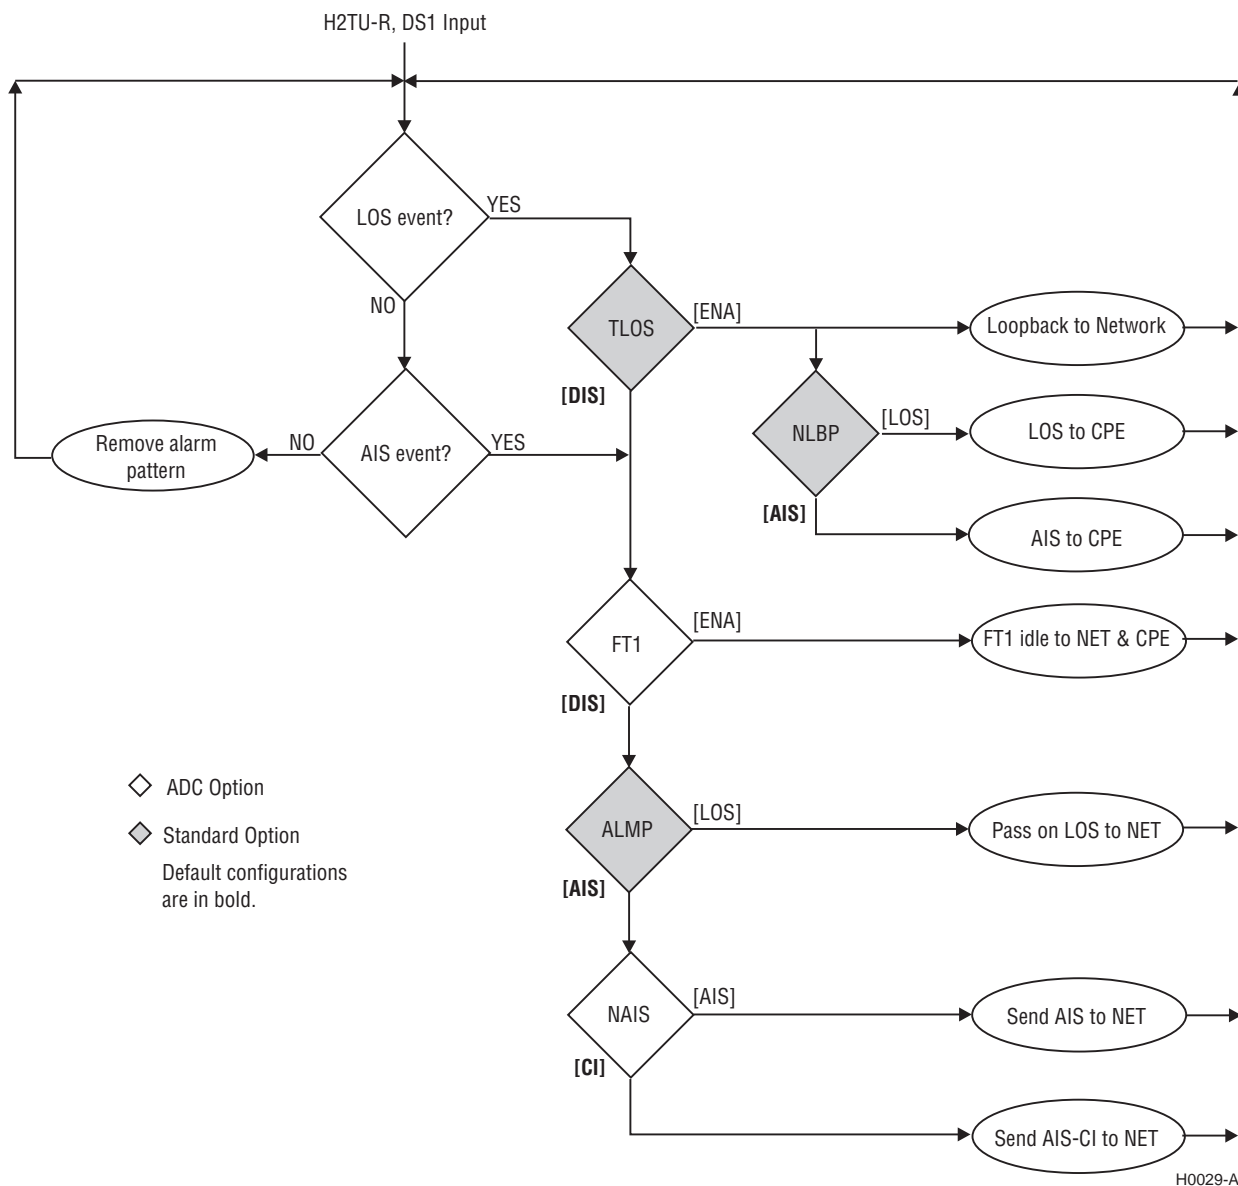 H2TU-R, DS1 Input
LOS event?
YES
NO
TLOS
[ENA]
[DIS]
Loopback to Network
NLBP
[LOS]
LOS to CPE
[AIS]
AIS to CPE
AIS event?
YES
NO
Remove alarm
pattern
FT1
[ENA]
FT1 idle to NET & CPE
[DIS]
ALMP
[LOS]
Pass on LOS to NET
[AIS]
ADC Option
Standard Option
Default configurations
are in bold.
NAIS
[AIS]
Send AIS to NET
[CI]
Send AIS-CI to NET
H0029-A